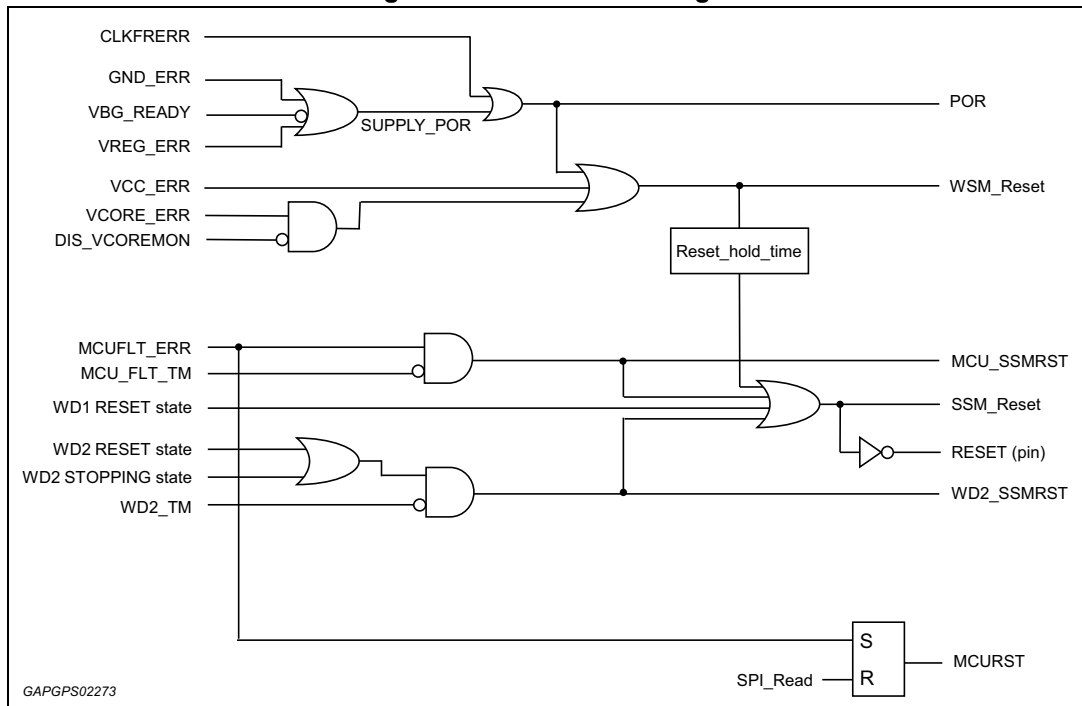 CLKFRERR
GND_ERR
VBG_READY
VREG_ERR
SUPPLY_POR
POR
VCC_ERR
VCORE_ERR
DIS_VCOREMON
WSM_Reset
Reset_hold_time
MCUFLT_ERR
MCU_FLT_TM
MCU_SSMRST
WD1 RESET state
SSM_Reset
WD2 RESET state
RESET (pin)
WD2 STOPPING state
WD2_TM
WD2_SSMRST
S
R
MCURST
SPI_Read
GAPGPS02273